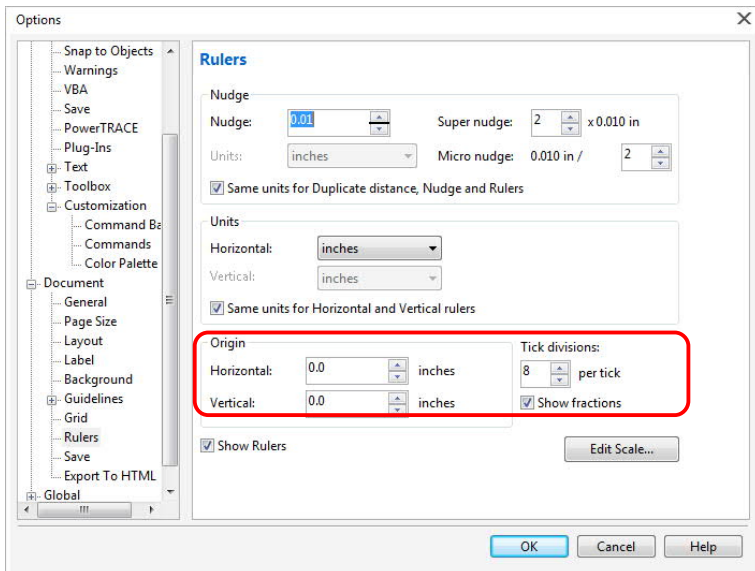 Options
Snap to Objects
Warnings
VBA
Save
PowerTRACE
Plug-Ins
Text
Toolbox
Customization
Command Ba
Commands
Color Palette
Document
General
Page Size
Layout
Label
Background
Guidelines
Grid
Rulers
Save
Export To HTML
Global
Rulers
Nudge
Nudge: 0.01 Super nudge: 2 x 0.010 in
Units: inches Micro nudge: 0.010 in / 2
Same units for Duplicate distance, Nudge and Rulers
Units
Horizontal: inches
Vertical: inches
Same units for Horizontal and Vertical rulers
Origin Tick divisions:
Horizontal: 0.0 inches 8 per tick
Vertical: 0.0 inches Show fractions
Show Rulers Edit Scale...
OK Cancel Help